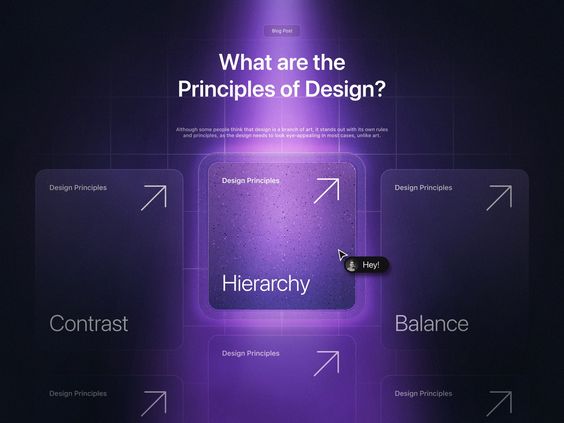 Blog Post
What are the
Principles of Design?
Although some people think that design is a branch of art, it stands out with its own rules
and principles, as the design needs to look eye-appealing in most cases, unlike art.
Design Principles
Contrast
Design Principles
Hierarchy
Hey!
Design Principles
Balance
Design Principles
Design Principles
Design Principles